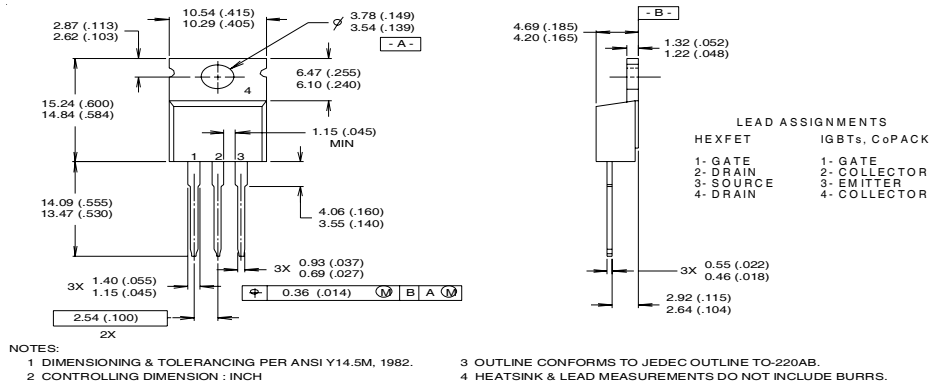 10.54 (.415)
10.29 (.405)
2.87 (.113)
2.62 (.103)
3.78 (.149)
3.54 (.139)
- A -
6.47 (.255)
6.10 (.240)
4
15.24 (.600)
14.84 (.584)
1.15 (.045)
MIN
1 2 3
14.09 (.555)
13.47 (.530)
4.06 (.160)
3.55 (.140)
3X 0.93 (.037)
0.69 (.027)
3X 1.40 (.055)
1.15 (.045)
0.36 (.014) Ⓜ B A Ⓜ
2.54 (.100)
2X
- B -
4.69 (.185)
4.20 (.165)
1.32 (.052)
1.22 (.048)
LEAD ASSIGNMENTS
HEXFET
1- GATE
2- DRAIN
3- SOURCE
4- DRAIN
IGBTs, CoPACK
1- GATE
2- COLLECTOR
3- EMITTER
4- COLLECTOR
3X 0.55 (.022)
0.46 (.018)
2.92 (.115)
2.64 (.104)
NOTES:
1 DIMENSIONING & TOLERANCING PER ANSI Y14.5M, 1982.
2 CONTROLLING DIMENSION : INCH
3 OUTLINE CONFORMS TO JEDEC OUTLINE TO-220AB.
4 HEATSINK & LEAD MEASUREMENTS DO NOT INCLUDE BURRS.